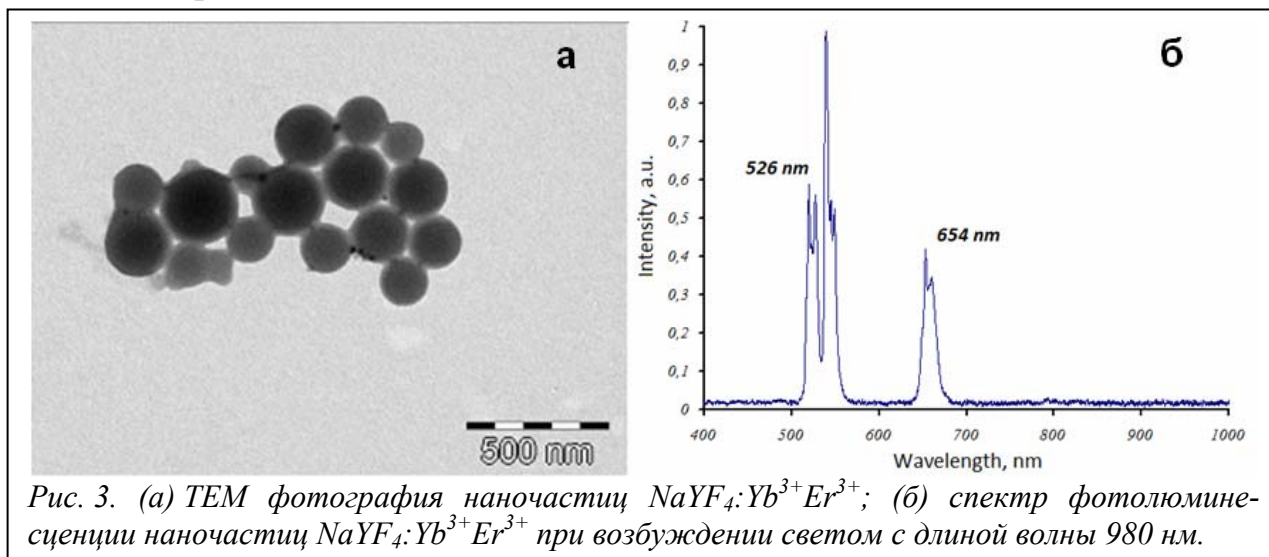 а
500 nm
б
1
0,9
0,8
0,7
0,6
0,5
0,4
0,3
0,2
0,1
0
Intensity, a.u.
526 nm
654 nm
400 500 600 700 800 900 1000
Wavelength, nm
Рис. 3. (а) ТЕМ фотография наночастиц NaYF₄:Yb³⁺Er³⁺; (б) спектр фотолюмине-
сценции наночастиц NaYF₄:Yb³⁺Er³⁺ при возбуждении светом с длиной волны 980 нм.